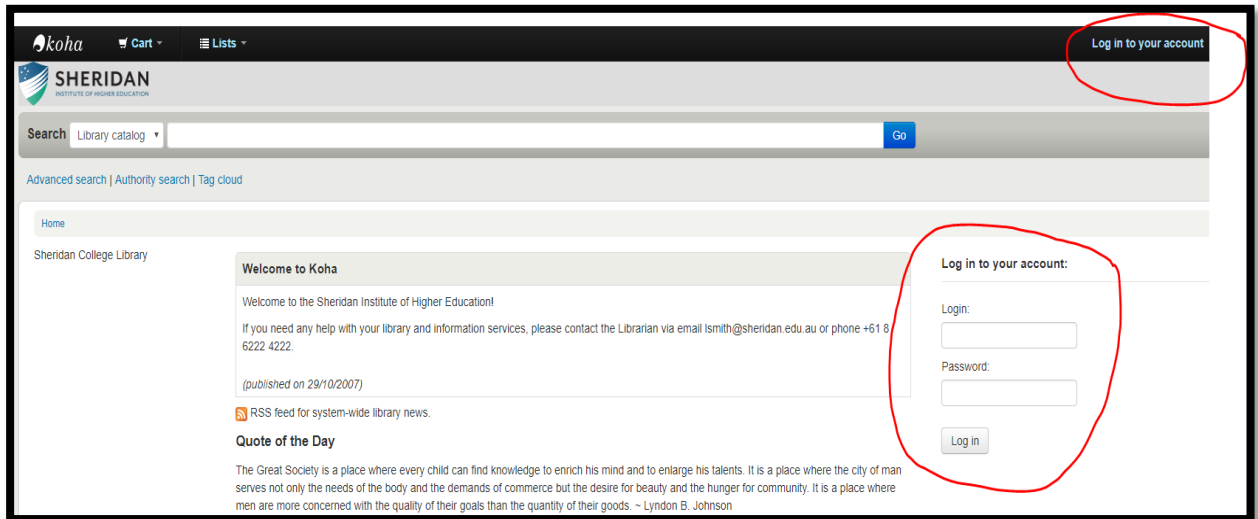 koha Cart Lists Log in to your account
SHERIDAN
INSTITUTE OF HIGHER EDUCATION
Search Library catalog Go
Advanced search | Authority search | Tag cloud
Home
Sheridan College Library
Welcome to Koha
Welcome to the Sheridan Institute of Higher Education!
If you need any help with your library and information services, please contact the Librarian via email lsmith@sheridan.edu.au or phone +61 8
6222 4222.
(published on 29/10/2007)
RSS feed for system-wide library news.
Quote of the Day
The Great Society is a place where every child can find knowledge to enrich his mind and to enlarge his talents. It is a place where the city of man
serves not only the needs of the body and the demands of commerce but the desire for beauty and the hunger for community. It is a place where
men are more concerned with the quality of their goals than the quantity of their goods. ~ Lyndon B. Johnson
Log in to your account:
Login:
Password:
Log in